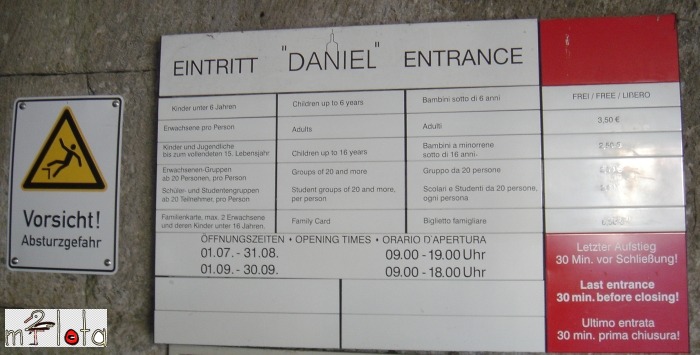 EINTRITT "DANIEL" ENTRANCE
Kinder unter 6 Jahren Children up to 6 years Bambini sotto di 6 anni FREI / FREE / LIBERO
Erwachsene pro Person Adults Adulti 3,50 €
Kinder und Jugendliche
bis zum vollendeten 15. Lebensjahr Children up to 16 years Bambini a minorenne
sotto di 16 anni.
Erwachsenen-Gruppen
ab 20 Personen, pro Person Groups of 20 and more Gruppo da 20 persone
Schüler- und Studentengruppen
ab 20 Teilnehmer, pro Person Student groups of 20 and more,
per person Scolari e Studenti da 20 persone,
ogni persona
Familienkarte, max. 2 Erwachsene
und deren Kinder unter 16 Jahren. Family Card Biglietto famigliare
ÖFFNUNGSZEITEN • OPENING TIMES • ORARIO D'APERTURA
01.07. - 31.08. 09.00 - 19.00 Uhr
01.09. - 30.09. 09.00 - 18.00 Uhr
Letzter Aufstieg
30 Min. vor Schließung!
Last entrance
30 min. before closing!
Ultimo entrata
30 min. prima chiusura!
Vorsicht!
Absturzgefahr
milota